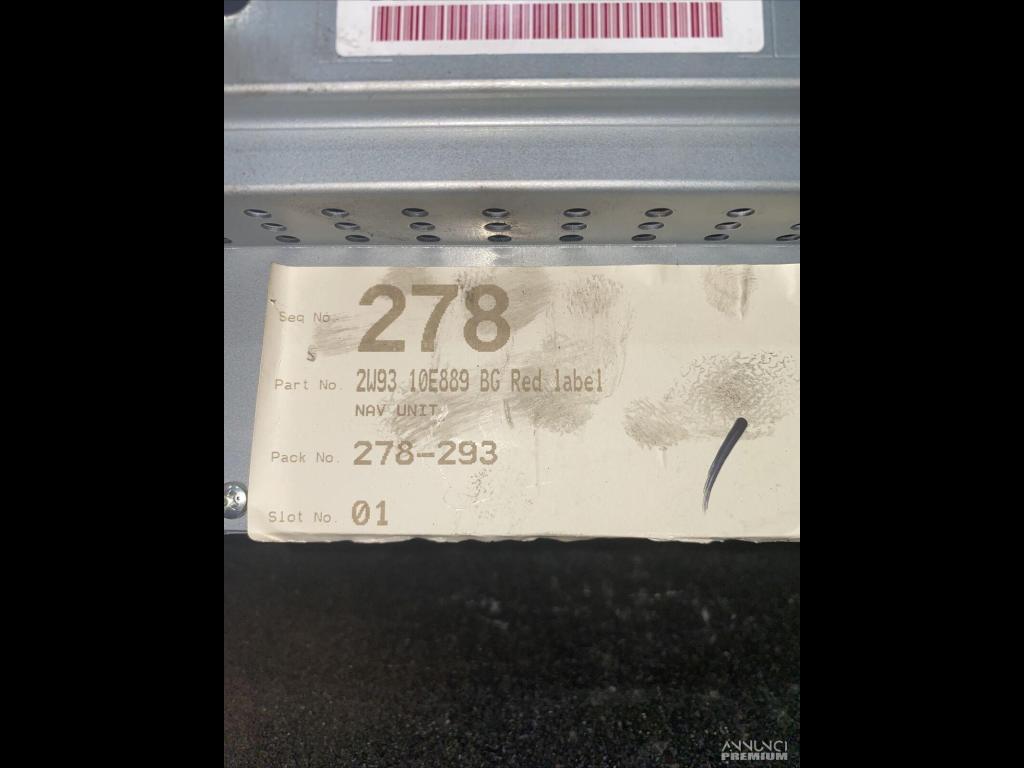 Seq No. 278
Part No. 2W93 10E889 BG Red label
NAV UNIT
Pack No. 278-293
Slot No. 01
ANNUNCI
PREMIUM